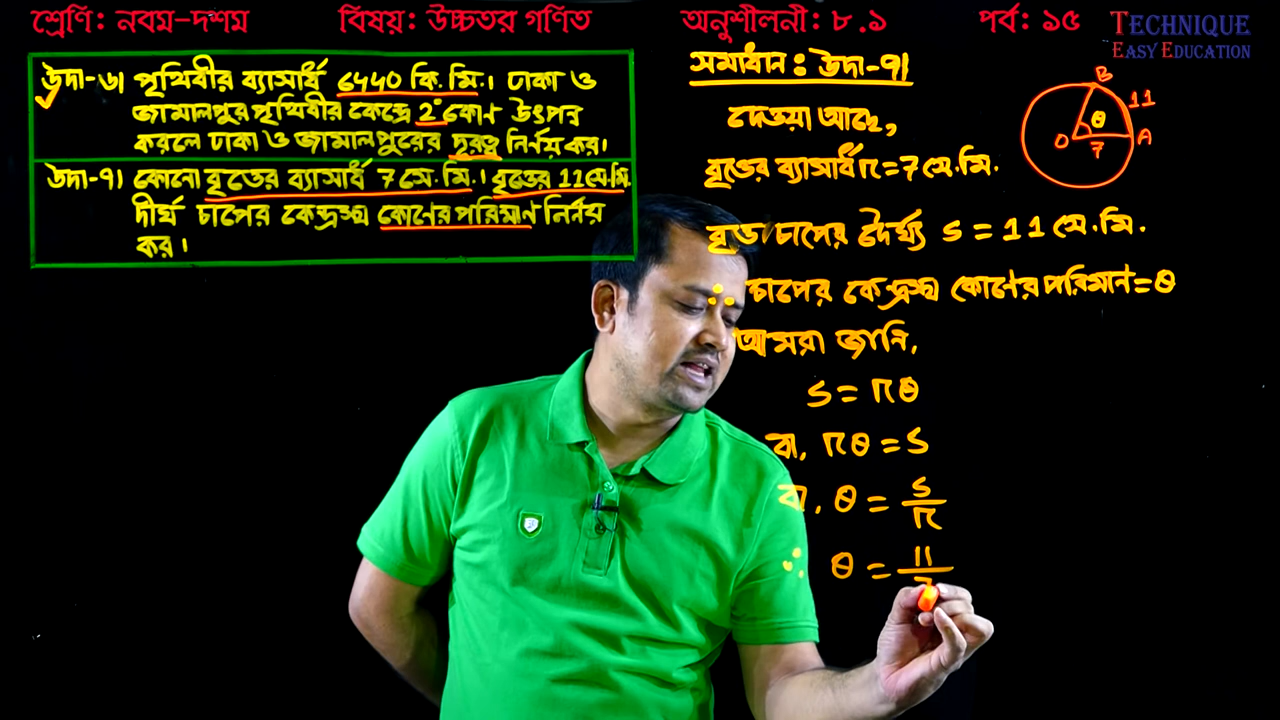 শ্রেণি: নবম-দশম
বিষয়: উচ্চতর গণিত
অনুশীলনী: ৮.১
পর্ব: ১৫
TECHNIQUE
EASY EDUCATION
উদা-৬। পৃথিবীর ব্যাসার্ধ 6440 কি.মি.। ঢাকা ও
জামালপুর পৃথিবীর কেন্দ্রে 2° কোণ উৎপন্ন
করলে ঢাকা ও জামালপুরের দূরত্ব নির্ণয় কর।
উদা-৭। কোনো বৃত্তের ব্যাসার্ধ 7 সে.মি.। বৃত্তের 11 সে.মি.
দীর্ঘ চাপের কেন্দ্রস্থ কোণের পরিমাণ নির্ণয়
কর।
সমাধান : উদা-৭।
দেওয়া আছে,
বৃত্তের ব্যাসার্ধ r = 7 সে.মি.
বৃত্তচাপের দৈর্ঘ্য s = 11 সে.মি.
∴ চাপের কেন্দ্রস্থ কোণের পরিমান = θ
আমরা জানি,
s = rθ
বা, rθ = s
বা, θ = s/r
∴ θ = 11/7
B
11
θ
O
7
A